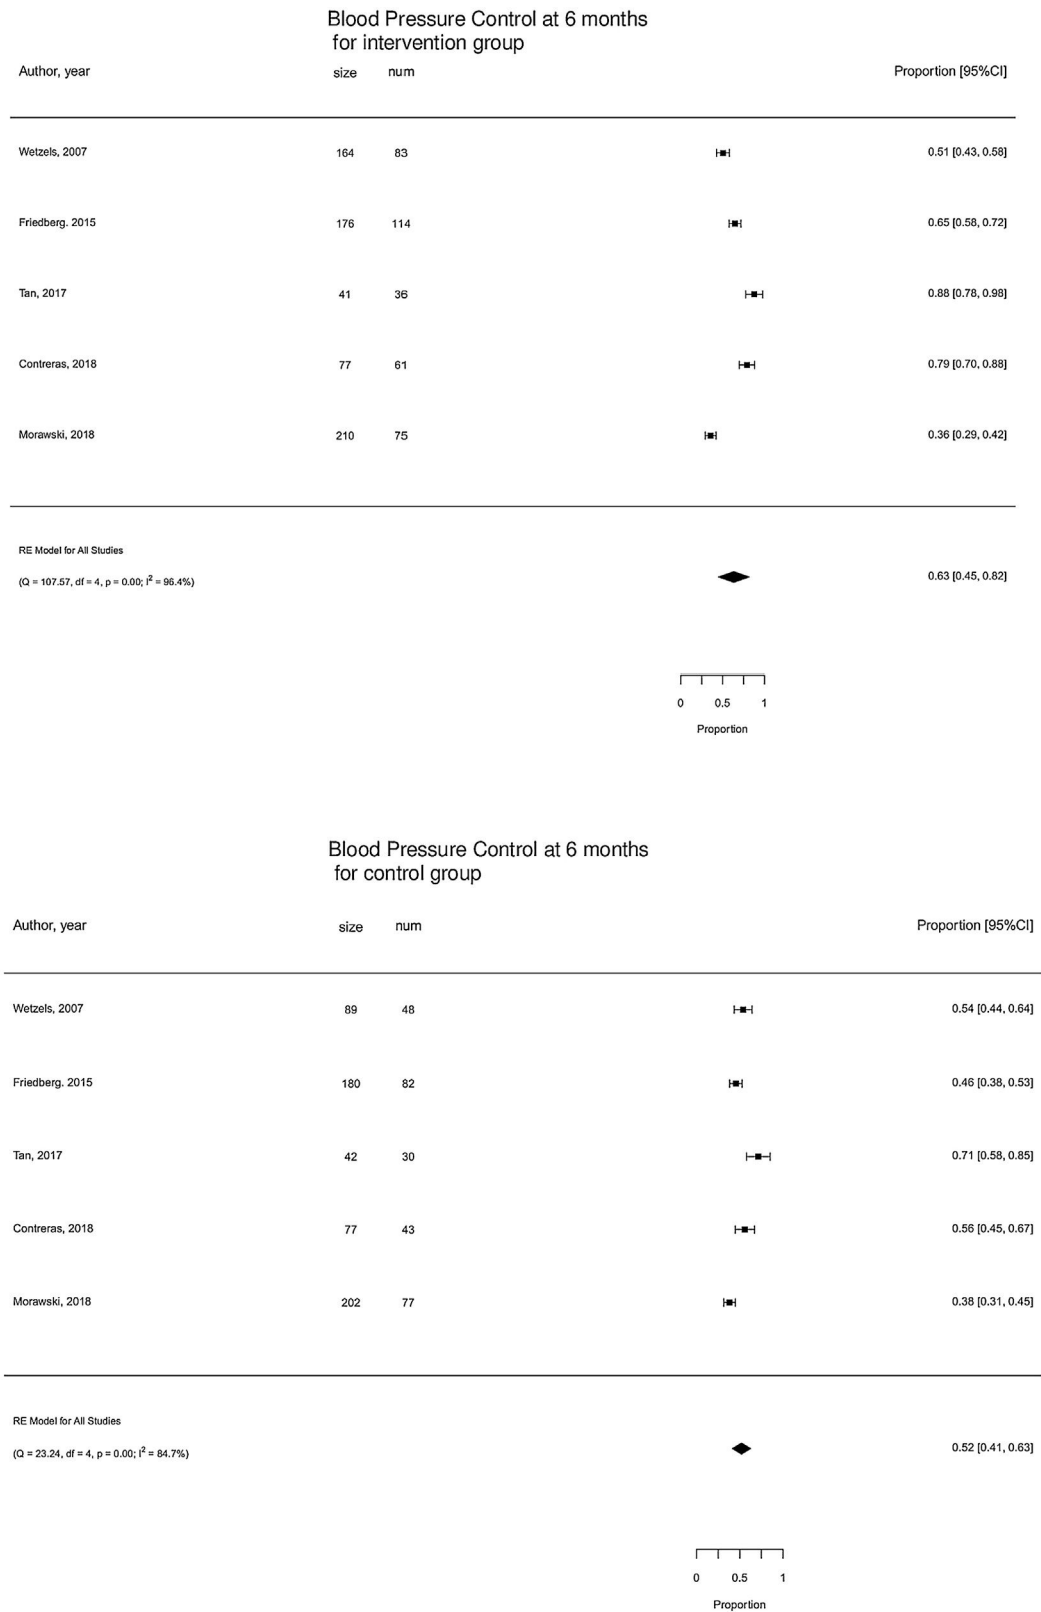 Blood Pressure Control at 6 months
for intervention group
Author, year size num Proportion [95%CI]
Wetzels, 2007 164 83 0.51 [0.43, 0.58]
Friedberg. 2015 176 114 0.65 [0.58, 0.72]
Tan, 2017 41 36 0.88 [0.78, 0.98]
Contreras, 2018 77 61 0.79 [0.70, 0.88]
Morawski, 2018 210 75 0.36 [0.29, 0.42]
RE Model for All Studies
(Q = 107.57, df = 4, p = 0.00; I² = 96.4%) 0.63 [0.45, 0.82]
0 0.5 1
Proportion
Blood Pressure Control at 6 months
for control group
Author, year size num Proportion [95%CI]
Wetzels, 2007 89 48 0.54 [0.44, 0.64]
Friedberg. 2015 180 82 0.46 [0.38, 0.53]
Tan, 2017 42 30 0.71 [0.58, 0.85]
Contreras, 2018 77 43 0.56 [0.45, 0.67]
Morawski, 2018 202 77 0.38 [0.31, 0.45]
RE Model for All Studies
(Q = 23.24, df = 4, p = 0.00; I² = 84.7%) 0.52 [0.41, 0.63]
0 0.5 1
Proportion